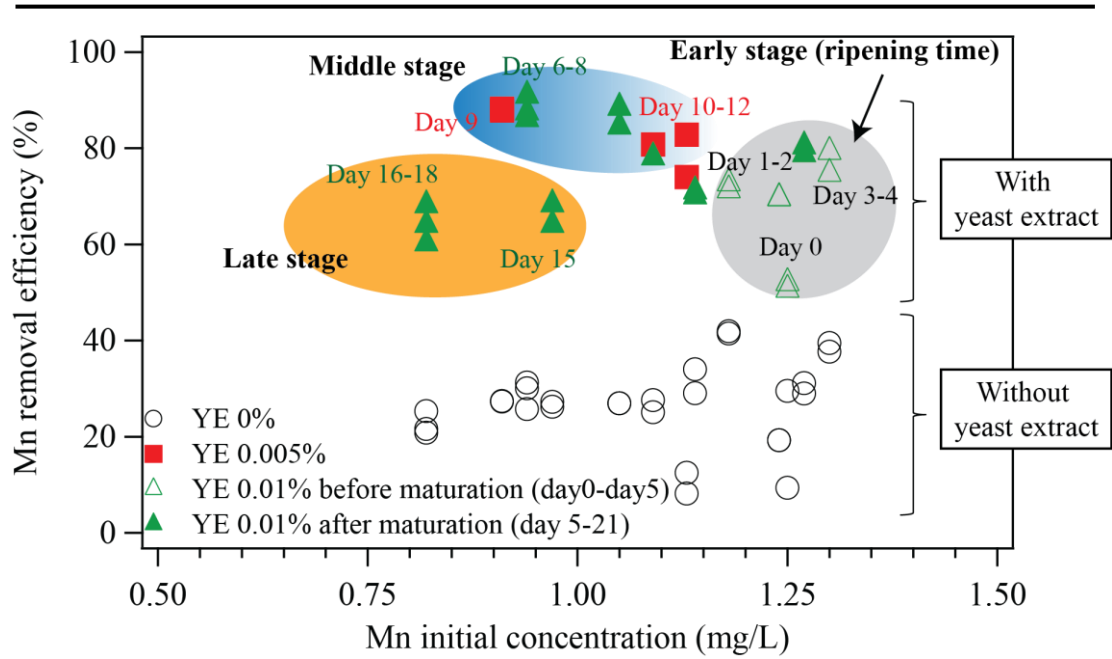 Early stage (ripening time)
Middle stage
Day 6-8
Day 9
Day 10-12
Day 1-2
Day 16-18
Day 3-4
Day 0
Late stage
Day 15
With
yeast extract
Without
yeast extract
YE 0%
YE 0.005%
YE 0.01% before maturation (day0-day5)
YE 0.01% after maturation (day 5-21)
Mn removal efficiency (%)
100
80
60
40
20
0
0.50
0.75
1.00
1.25
1.50
Mn initial concentration (mg/L)